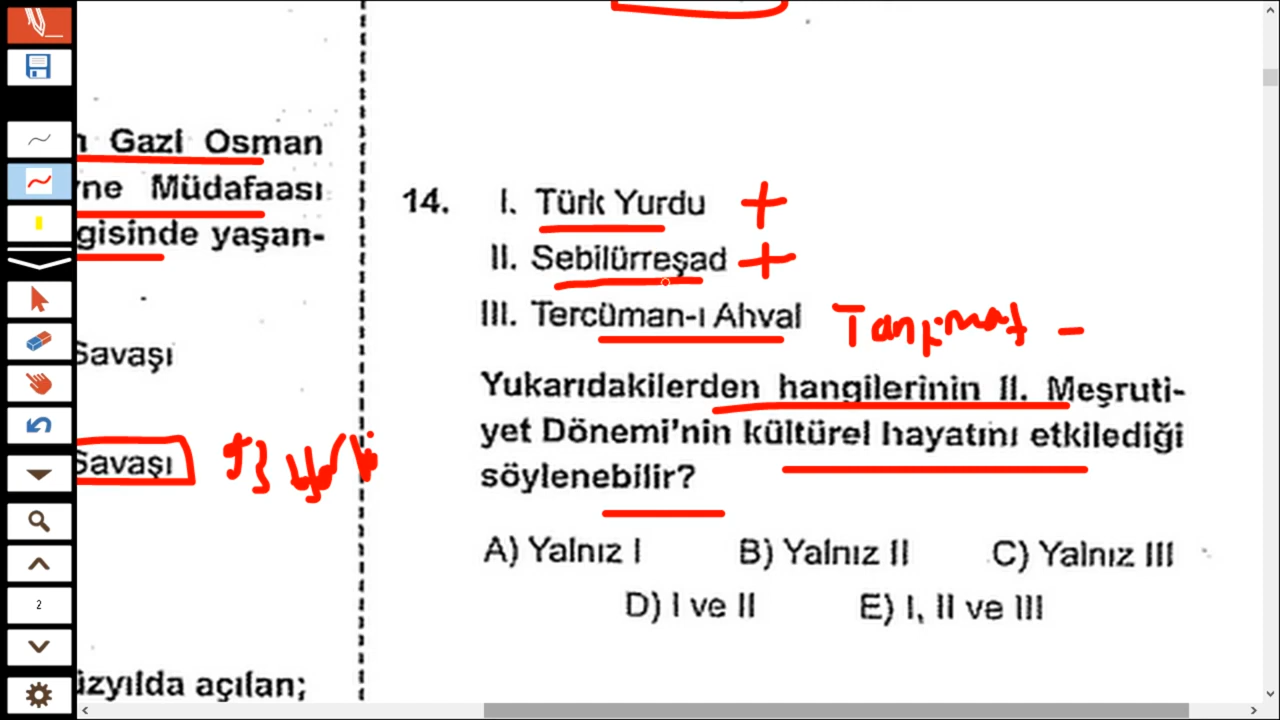 n Gazi Osman
ne Müdafaası
gisinde yaşan-
Savaşı
Savaşı 93 Harbi
üzyılda açılan;
14. I. Türk Yurdu +
II. Sebilürreşad +
III. Tercüman-ı Ahval Tanzimat -
Yukarıdakilerden hangilerinin II. Meşruti-
yet Dönemi'nin kültürel hayatını etkilediği
söylenebilir?
A) Yalnız I B) Yalnız II C) Yalnız III
D) I ve II E) I, II ve III
2